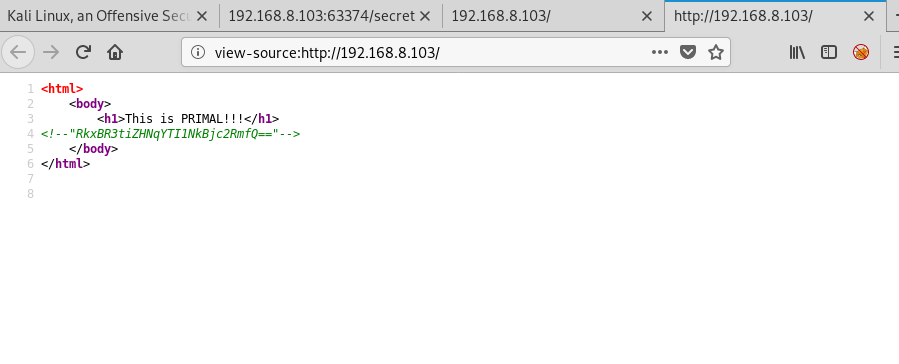 Kali Linux, an Offensive Secu
192.168.8.103:63374/secret
192.168.8.103/
http://192.168.8.103/
view-source:http://192.168.8.103/
1 <html>
2 <body>
3 <h1>This is PRIMAL!!!</h1>
4 <!--"RkxBR3tiZHNqYTI1NkBjc2RmfQ=="-->
5 </body>
6 </html>
7
8